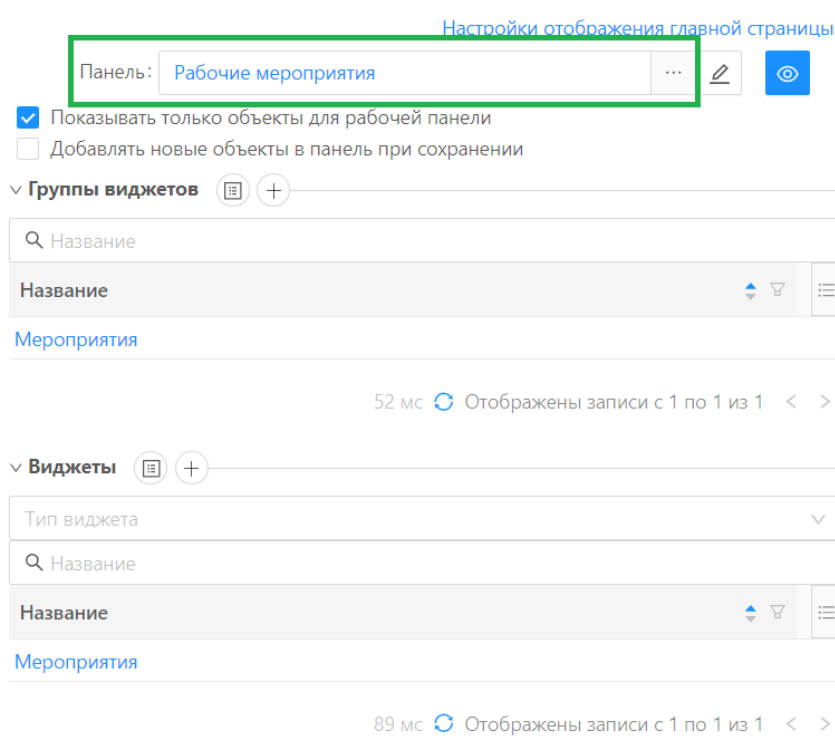 Настройки отображения главной страницы
Панель: Рабочие мероприятия ...
Показывать только объекты для рабочей панели
Добавлять новые объекты в панель при сохранении
Группы виджетов
Название
Название
Мероприятия
52 мс Отображены записи с 1 по 1 из 1 < >
Виджеты
Тип виджета
Название
Название
Мероприятия
89 мс Отображены записи с 1 по 1 из 1 < >